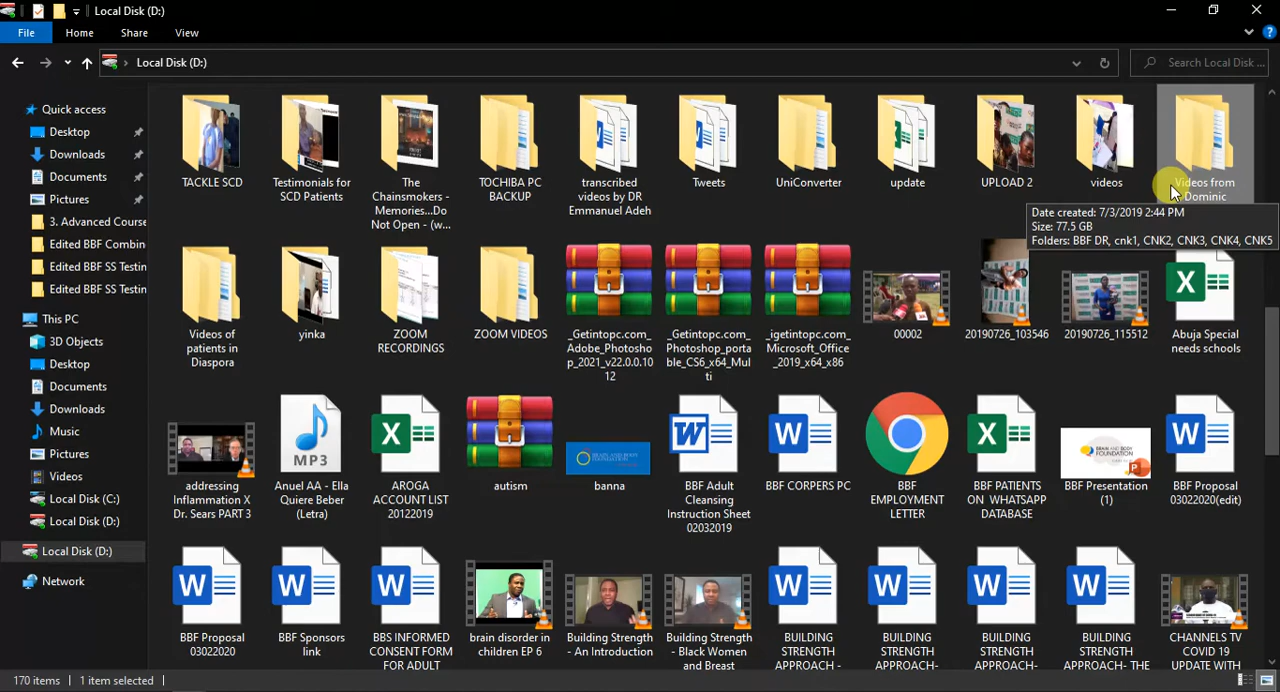 Local Disk (D:)
File Home Share View
Local Disk (D:)
Search Local Disk ...
Quick access
Desktop
Downloads
Documents
Pictures
3. Advanced Course
Edited BBF Combin
Edited BBF SS Testin
Edited BBF SS Testin
This PC
3D Objects
Desktop
Documents
Downloads
Music
Pictures
Videos
Local Disk (C:)
Local Disk (D:)
Local Disk (D:)
Network
TACKLE SCD
Testimonials for
SCD Patients
The
Chainsmokers -
Memories...Do
Not Open - (w...
TOCHIBA PC
BACKUP
transcribed
videos by DR
Emmanuel Adeh
Tweets
UniConverter
update
UPLOAD 2
videos
Videos from
Dominic
Date created: 7/3/2019 2:44 PM
Size: 77.5 GB
Folders: BBF DR, cnk1, CNK2, CNK3, CNK4, CNK5
Videos of
patients in
Diaspora
yinka
ZOOM
RECORDINGS
ZOOM VIDEOS
_Getintopc.com_
Adobe_Photosho
p_2021_v22.0.0.10
12
_Getintopc.com_
Photoshop_porta
ble_CS6_x64_Mul
ti
_igetintopc.com_
Microsoft_Office
_2019_x64_x86
00002
20190726_103546
20190726_115512
Abuja Special
needs schools
addressing
Inflammation X
Dr. Sears PART 3
MP3
Anuel AA - Ella
Quiere Beber
(Letra)
AROGA
ACCOUNT LIST
20122019
autism
BRAIN AND BODY
FOUNDATION
banna
BBF Adult
Cleansing
Instruction Sheet
02032019
BBF CORPERS PC
BBF
EMPLOYMENT
LETTER
BBF PATIENTS
ON WHATSAPP
DATABASE
BRAIN AND BODY
FOUNDATION
BBF Presentation
(1)
BBF Proposal
03022020(edit)
BBF Proposal
03022020
BBF Sponsors
link
BBS INFORMED
CONSENT FORM
FOR ADULT
brain disorder in
children EP 6
Building Strength
- An Introduction
Building Strength
- Black Women
and Breast
BUILDING
STRENGTH
APPROACH -
BUILDING
STRENGTH
APPROACH-
BUILDING
STRENGTH
APPROACH-
BUILDING
STRENGTH
APPROACH- THE
CHANNELS TV
COVID 19
UPDATE WITH
170 items 1 item selected